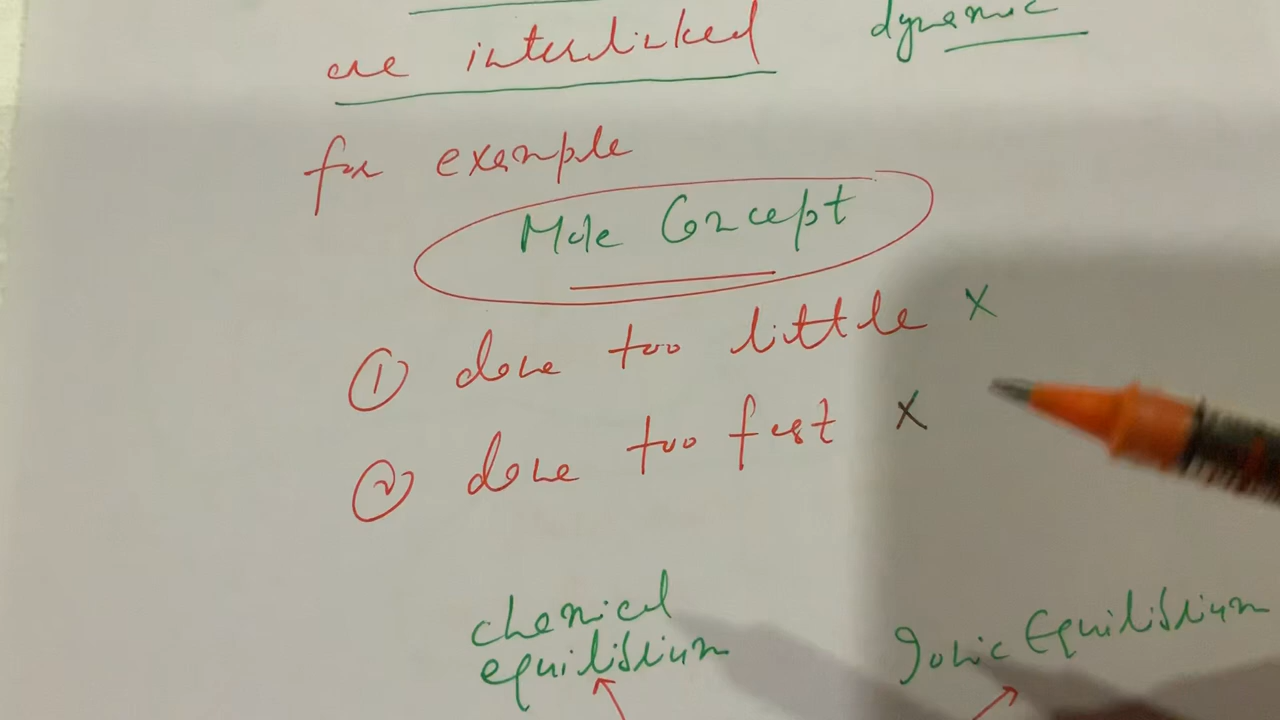 are interlinked dynamic
for example
Mole Concept
① done too little ×
② done too fast ×
chemical
equilibrium
Ionic Equilibrium